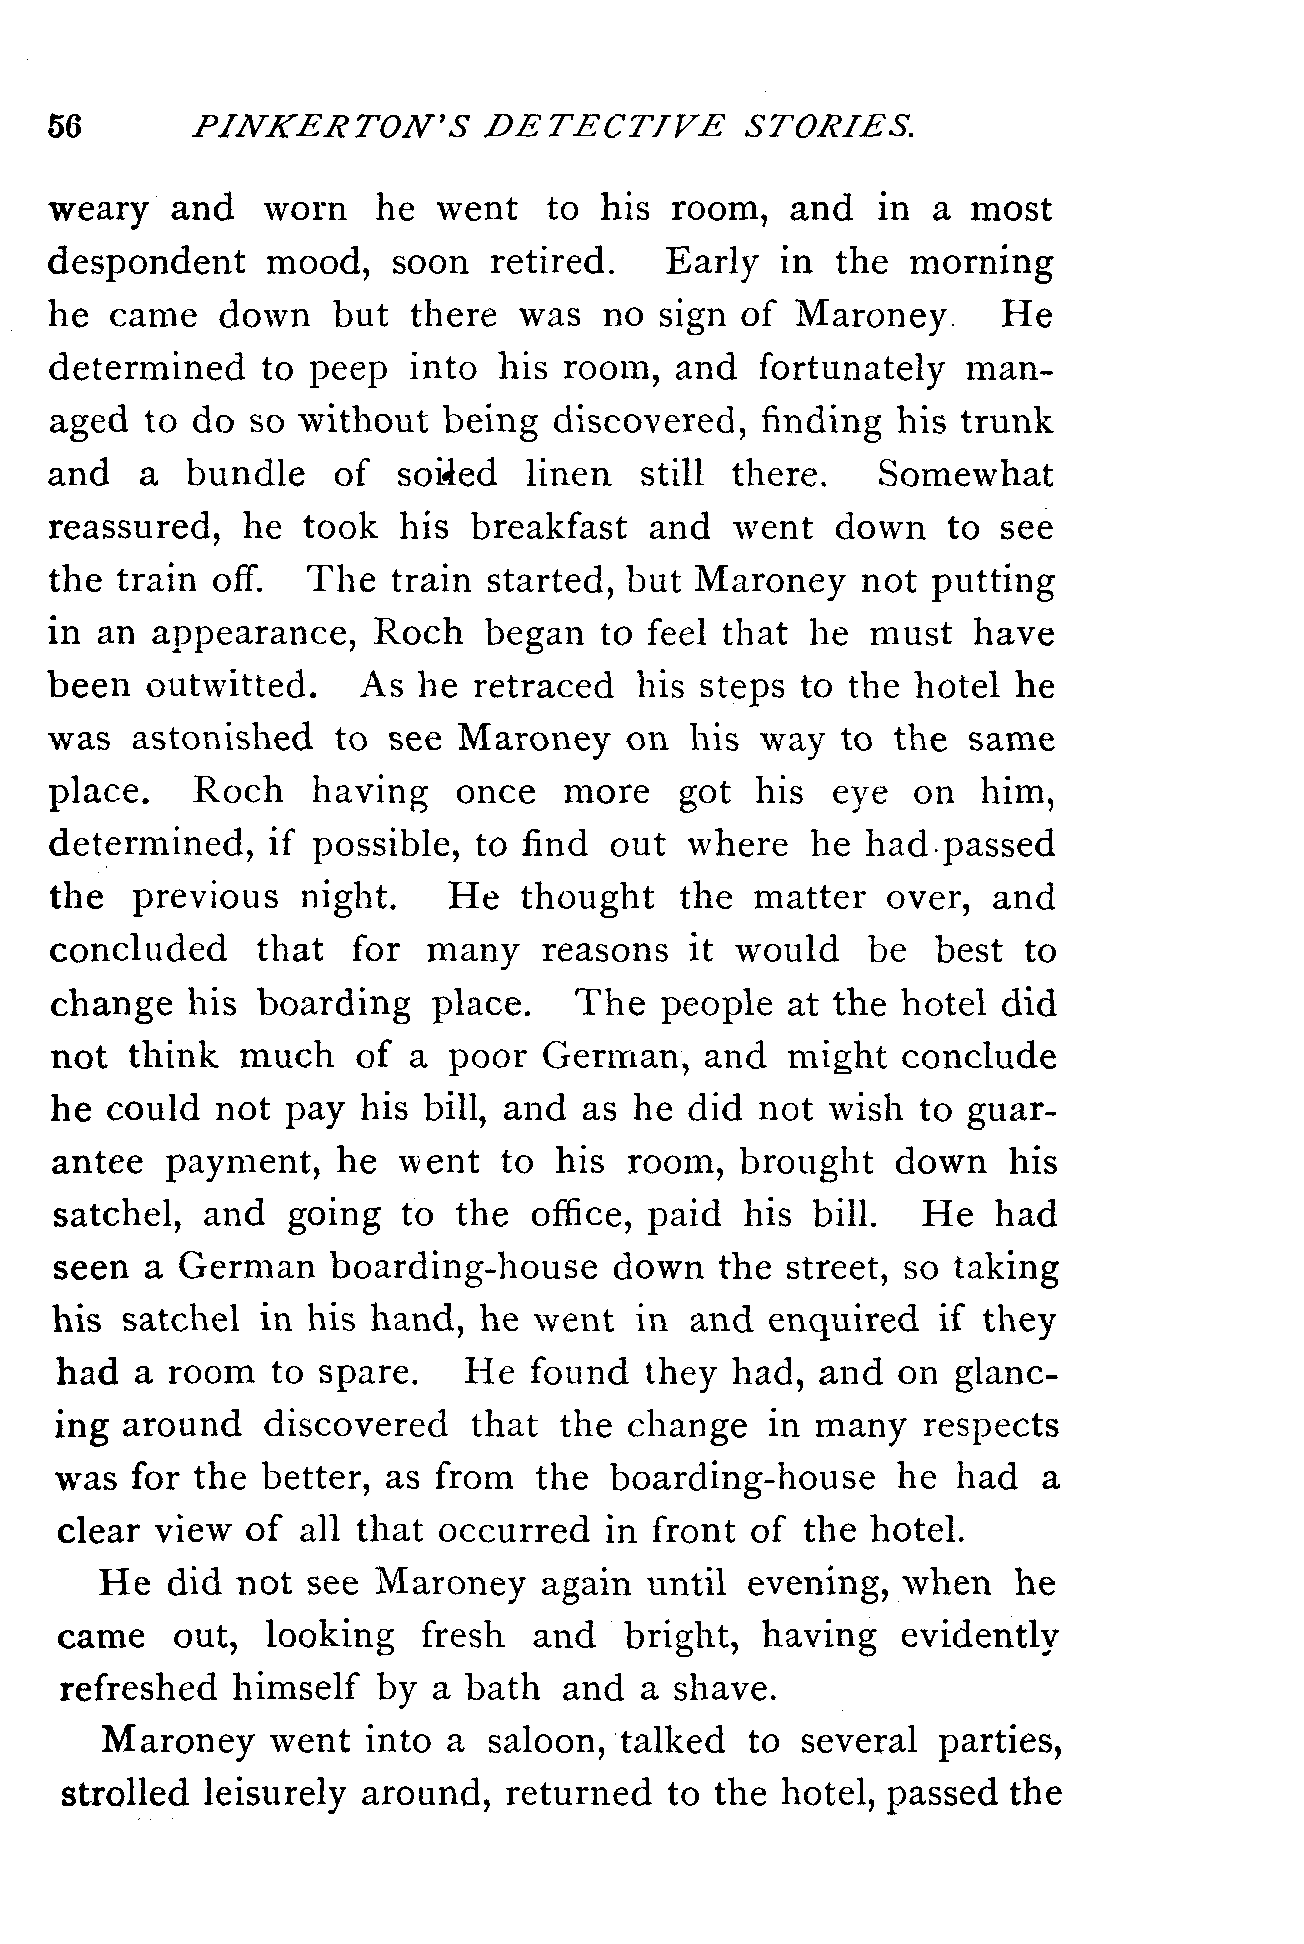 56 PINKERTON'S DETECTIVE STORIES.
weary and worn he went to his room, and in a most
despondent mood, soon retired. Early in the morning
he came down but there was no sign of Maroney. He
determined to peep into his room, and fortunately man-
aged to do so without being discovered, finding his trunk
and a bundle of soiled linen still there. Somewhat
reassured, he took his breakfast and went down to see
the train off. The train started, but Maroney not putting
in an appearance, Roch began to feel that he must have
been outwitted. As he retraced his steps to the hotel he
was astonished to see Maroney on his way to the same
place. Roch having once more got his eye on him,
determined, if possible, to find out where he had passed
the previous night. He thought the matter over, and
concluded that for many reasons it would be best to
change his boarding place. The people at the hotel did
not think much of a poor German, and might conclude
he could not pay his bill, and as he did not wish to guar-
antee payment, he went to his room, brought down his
satchel, and going to the office, paid his bill. He had
seen a German boarding-house down the street, so taking
his satchel in his hand, he went in and enquired if they
had a room to spare. He found they had, and on glanc-
ing around discovered that the change in many respects
was for the better, as from the boarding-house he had a
clear view of all that occurred in front of the hotel.
He did not see Maroney again until evening, when he
came out, looking fresh and bright, having evidently
refreshed himself by a bath and a shave.
Maroney went into a saloon, talked to several parties,
strolled leisurely around, returned to the hotel, passed the